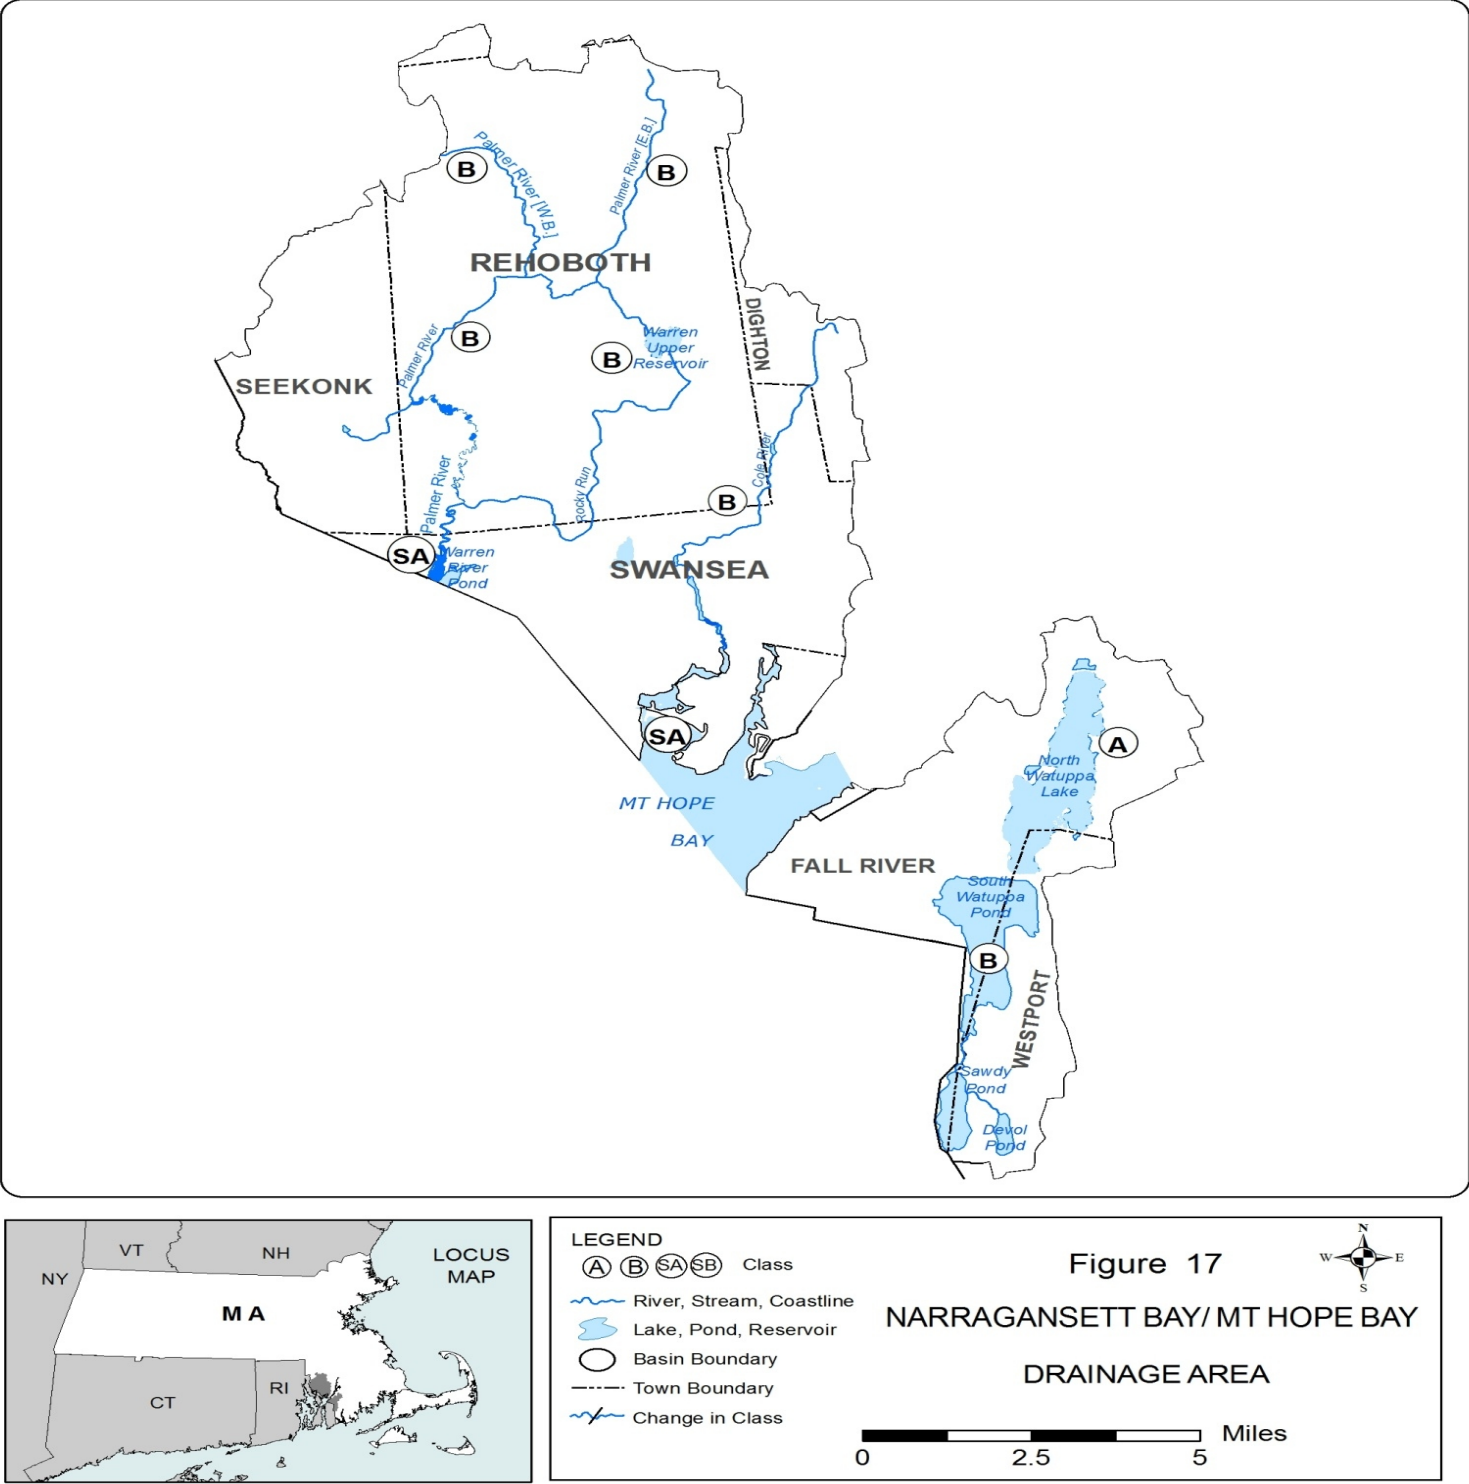 Palmer River [W.B.]
Palmer River [E.B.]
B
B
REHOBOTH
DIGHTON
Palmer River
B
B
Warren
Upper
Reservoir
SEEKONK
Cole River
Palmer River
Rocky Run
B
SA
Warren
River
Pond
SWANSEA
SA
A
North
Watuppa
Lake
MT HOPE
BAY
FALL RIVER
South
Watuppa
Pond
B
WESTPORT
Sawdy
Pond
Devol
Pond
VT
NH
NY
LOCUS
MAP
MA
CT
RI
LEGEND
A B SA SB Class
River, Stream, Coastline
Lake, Pond, Reservoir
Basin Boundary
Town Boundary
Change in Class
Figure 17
NARRAGANSETT BAY/ MT HOPE BAY
DRAINAGE AREA
N
W E
S
Miles
0 2.5 5